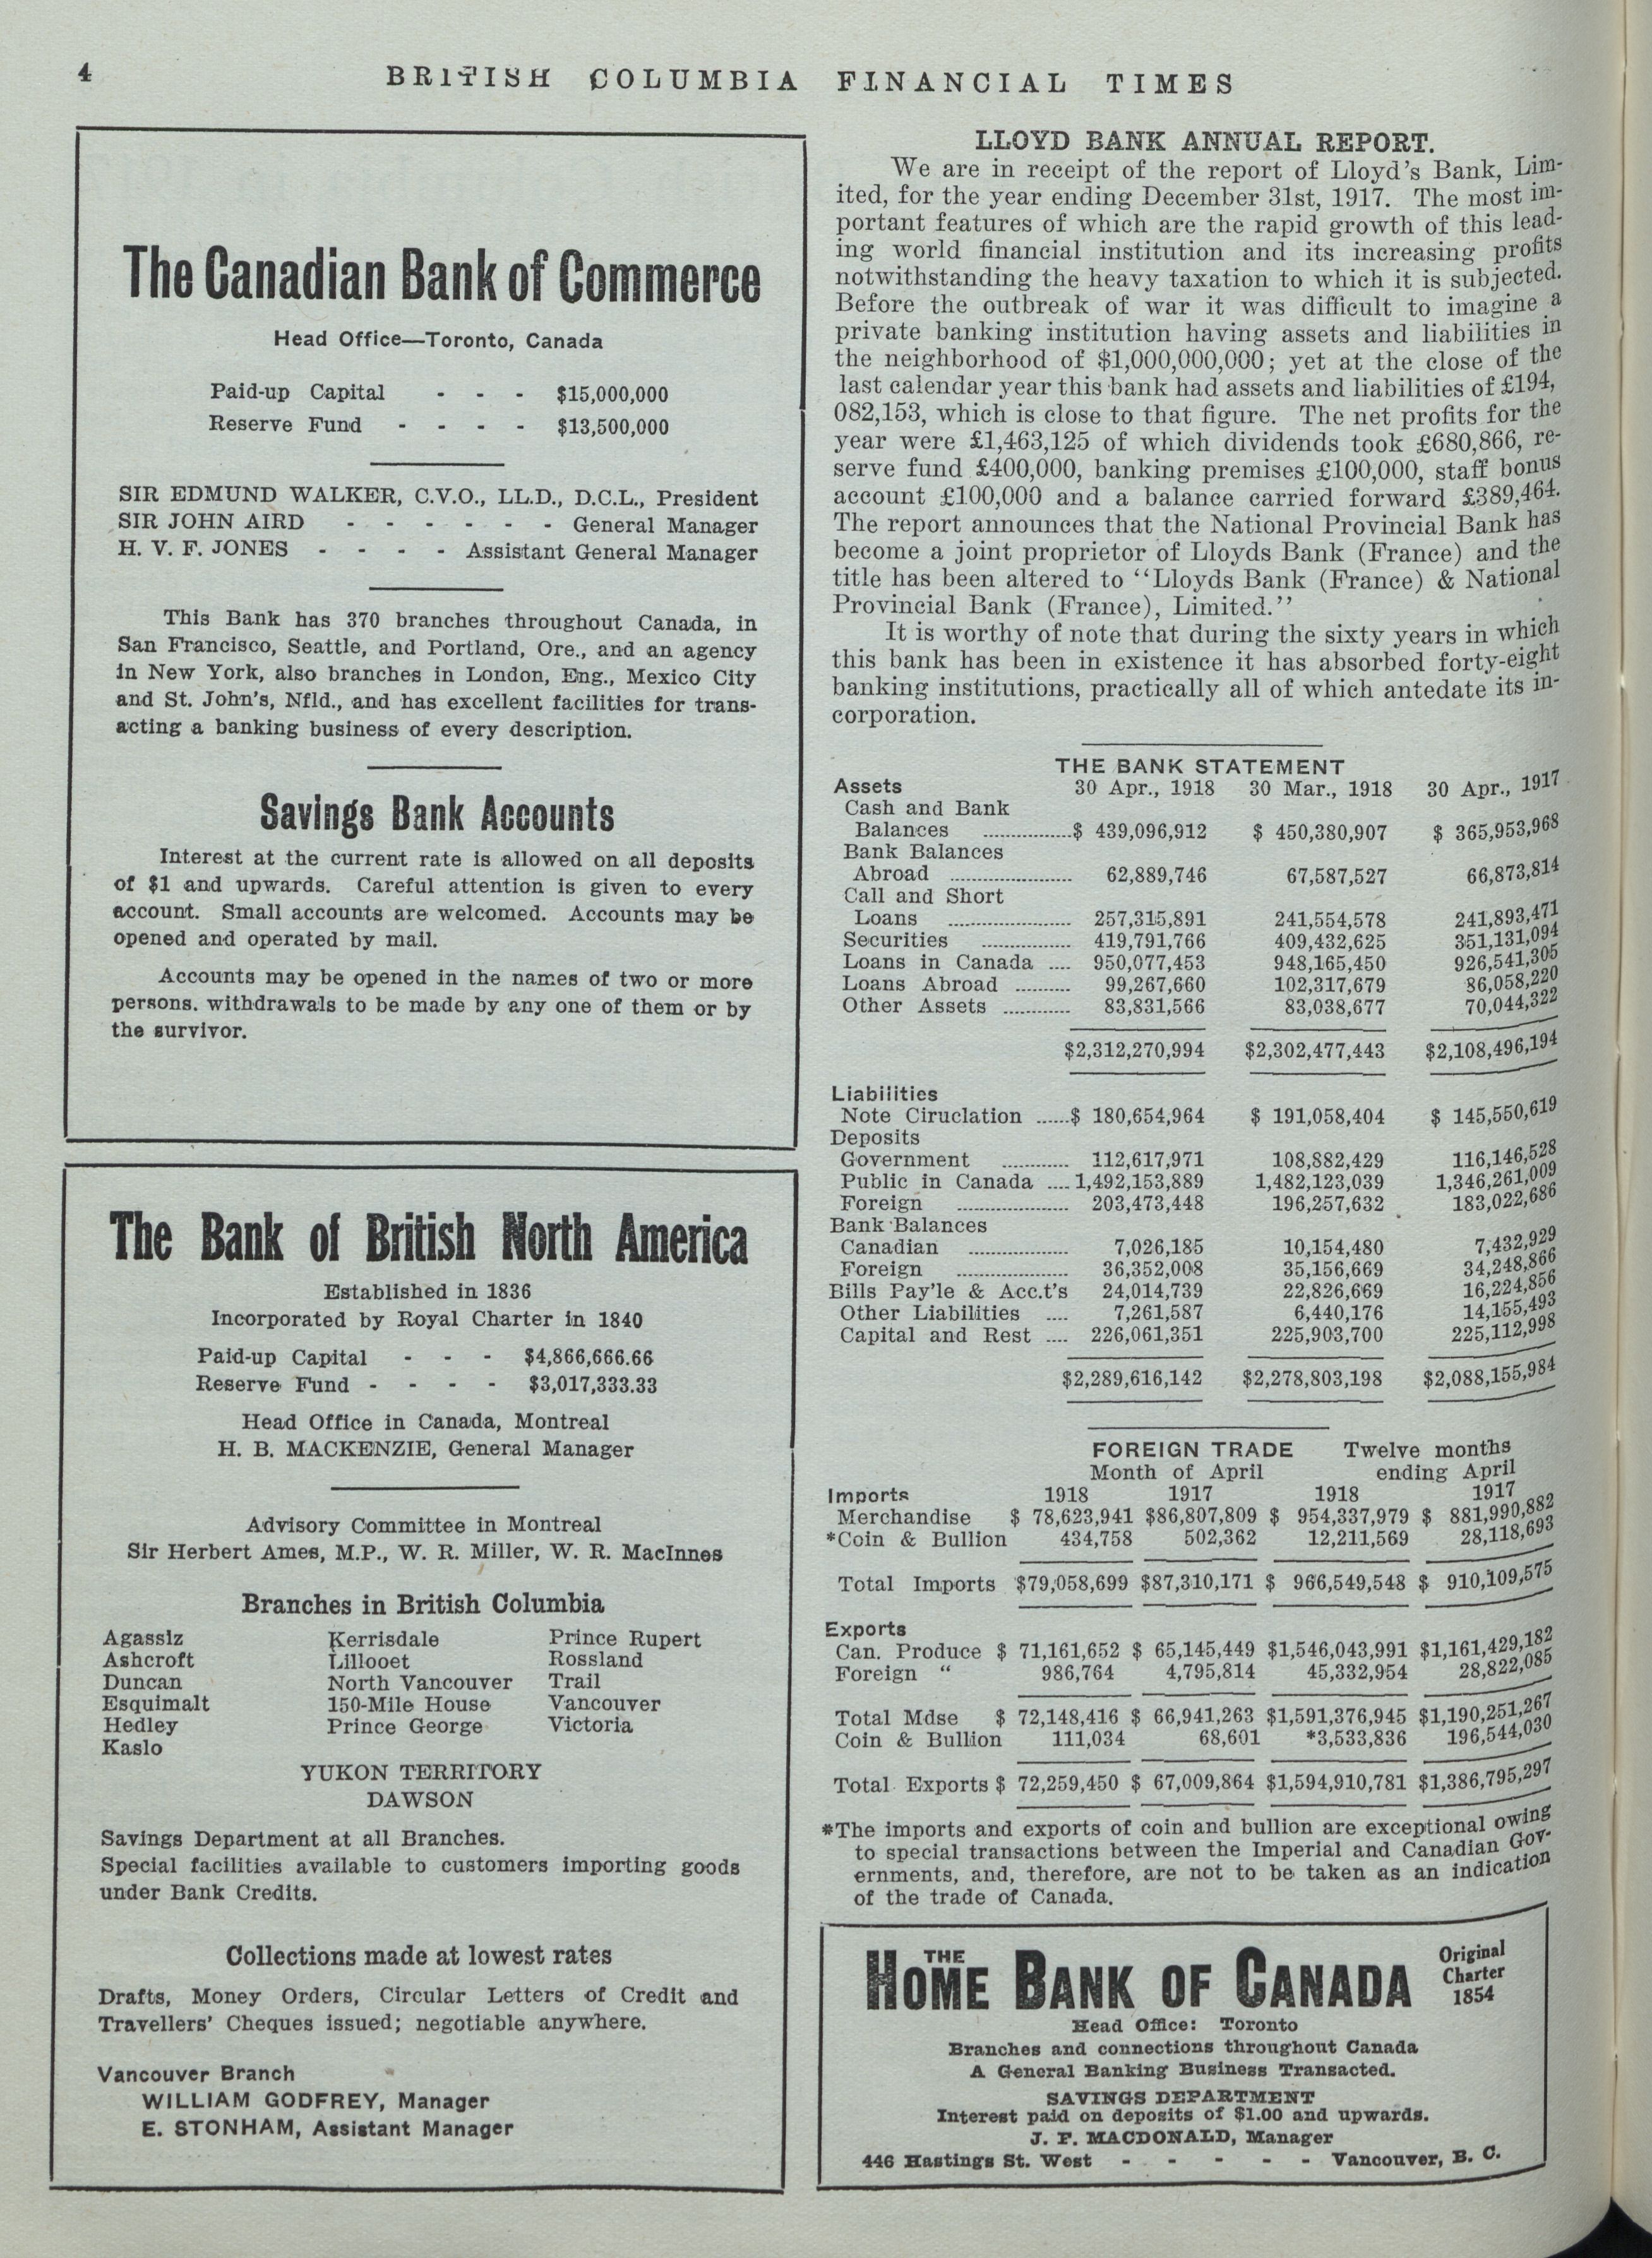 4
BRITISH COLUMBIA FINANCIAL TIMES
The Canadian Bank of Commerce
Head Office—Toronto, Canada
Paid-up Capital - - - $15,000,000
Reserve Fund - - - - $13,500,000
SIR EDMUND WALKER, C.V.O., LL.D., D.C.L., President
SIR JOHN AIRD - - - - - - General Manager
H. V. F. JONES - - - - Assistant General Manager
This Bank has 370 branches throughout Canada, in
San Francisco, Seattle, and Portland, Ore., and an agency
in New York, also branches in London, Eng., Mexico City
and St. John's, Nfld., and has excellent facilities for trans-
acting a banking business of every description.
Savings Bank Accounts
Interest at the current rate is allowed on all deposits
of $1 and upwards. Careful attention is given to every
account. Small accounts are welcomed. Accounts may be
opened and operated by mail.
Accounts may be opened in the names of two or more
persons. withdrawals to be made by any one of them or by
the survivor.
The Bank of British North America
Established in 1836
Incorporated by Royal Charter in 1840
Paid-up Capital - - - $4,866,666.66
Reserve Fund - - - - $3,017,333.33
Head Office in Canada, Montreal
H. B. MACKENZIE, General Manager
Advisory Committee in Montreal
Sir Herbert Ames, M.P., W. R. Miller, W. R. MacInnes
Branches in British Columbia
Agassiz Kerrisdale Prince Rupert
Ashcroft Lillooet Rossland
Duncan North Vancouver Trail
Esquimalt 150-Mile House Vancouver
Hedley Prince George Victoria
Kaslo
YUKON TERRITORY
DAWSON
Savings Department at all Branches.
Special facilities available to customers importing goods
under Bank Credits.
Collections made at lowest rates
Drafts, Money Orders, Circular Letters of Credit and
Travellers' Cheques issued; negotiable anywhere.
Vancouver Branch
WILLIAM GODFREY, Manager
E. STONHAM, Assistant Manager
LLOYD BANK ANNUAL REPORT.
We are in receipt of the report of Lloyd's Bank, Lim-
ited, for the year ending December 31st, 1917. The most im-
portant features of which are the rapid growth of this lead-
ing world financial institution and its increasing profits
notwithstanding the heavy taxation to which it is subjected.
Before the outbreak of war it was difficult to imagine a
private banking institution having assets and liabilities in
the neighborhood of $1,000,000,000; yet at the close of the
last calendar year this bank had assets and liabilities of £194,
082,153, which is close to that figure. The net profits for the
year were £1,463,125 of which dividends took £680,866, re-
serve fund £400,000, banking premises £100,000, staff bonus
account £100,000 and a balance carried forward £389,464.
The report announces that the National Provincial Bank has
become a joint proprietor of Lloyds Bank (France) and the
title has been altered to "Lloyds Bank (France) & National
Provincial Bank (France), Limited."
It is worthy of note that during the sixty years in which
this bank has been in existence it has absorbed forty-eight
banking institutions, practically all of which antedate its in-
corporation.
THE BANK STATEMENT
Assets 30 Apr., 1918 30 Mar., 1918 30 Apr., 1917
Cash and Bank
Balances ................$ 439,096,912 $ 450,380,907 $ 365,953,968
Bank Balances
Abroad ...................... 62,889,746 67,587,527 66,873,814
Call and Short
Loans ...................... 257,315,891 241,554,578 241,893,471
Securities ................ 419,791,766 409,432,625 351,131,094
Loans in Canada .... 950,077,453 948,165,450 926,541,305
Loans Abroad .......... 99,267,660 102,317,679 86,058,220
Other Assets ............ 83,831,566 83,038,677 70,044,322
$2,312,270,994 $2,302,477,443 $2,108,496,194
Liabilities
Note Ciruclation ......$ 180,654,964 $ 191,058,404 $ 145,550,619
Deposits
Government ............ 112,617,971 108,882,429 116,146,528
Public in Canada .... 1,492,153,889 1,482,123,039 1,346,261,009
Foreign .................... 203,473,448 196,257,632 183,022,686
Bank Balances
Canadian .................. 7,026,185 10,154,480 7,432,929
Foreign .................... 36,352,008 35,156,669 34,248,866
Bills Pay'le & Acc.t's 24,014,739 22,826,669 16,224,856
Other Liabilities .... 7,261,587 6,440,176 14,155,493
Capital and Rest .... 226,061,351 225,903,700 225,112,998
$2,289,616,142 $2,278,803,198 $2,088,155,984
FOREIGN TRADE Twelve months
Month of April ending April
Imports 1918 1917 1918 1917
Merchandise $ 78,623,941 $86,807,809 $ 954,337,979 $ 881,990,882
*Coin & Bullion 434,758 502,362 12,211,569 28,118,693
Total Imports $79,058,699 $87,310,171 $ 966,549,548 $ 910,109,575
Exports
Can. Produce $ 71,161,652 $ 65,145,449 $1,546,043,991 $1,161,429,182
Foreign " 986,764 4,795,814 45,332,954 28,822,085
Total Mdse $ 72,148,416 $ 66,941,263 $1,591,376,945 $1,190,251,267
Coin & Bullion 111,034 68,601 *3,533,836 196,544,030
Total Exports $ 72,259,450 $ 67,009,864 $1,594,910,781 $1,386,795,297
*The imports and exports of coin and bullion are exceptional owing
to special transactions between the Imperial and Canadian Gov-
ernments, and, therefore, are not to be taken as an indication
of the trade of Canada.
THE HOME BANK OF CANADA
Original
Charter
1854
Head Office: Toronto
Branches and connections throughout Canada
A General Banking Business Transacted.
SAVINGS DEPARTMENT
Interest paid on deposits of $1.00 and upwards.
J. F. MACDONALD, Manager
446 Hastings St. West - - - - - Vancouver, B. C.